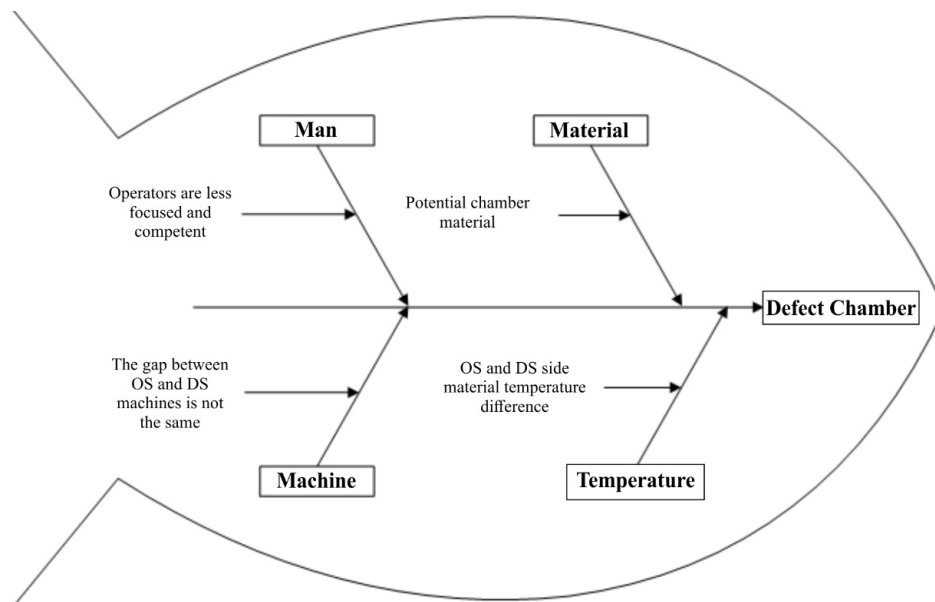 Man
Material
Operators are less
focused and
competent
Potential chamber
material
Defect Chamber
The gap between
OS and DS
machines is not
the same
OS and DS side
material temperature
difference
Machine
Temperature